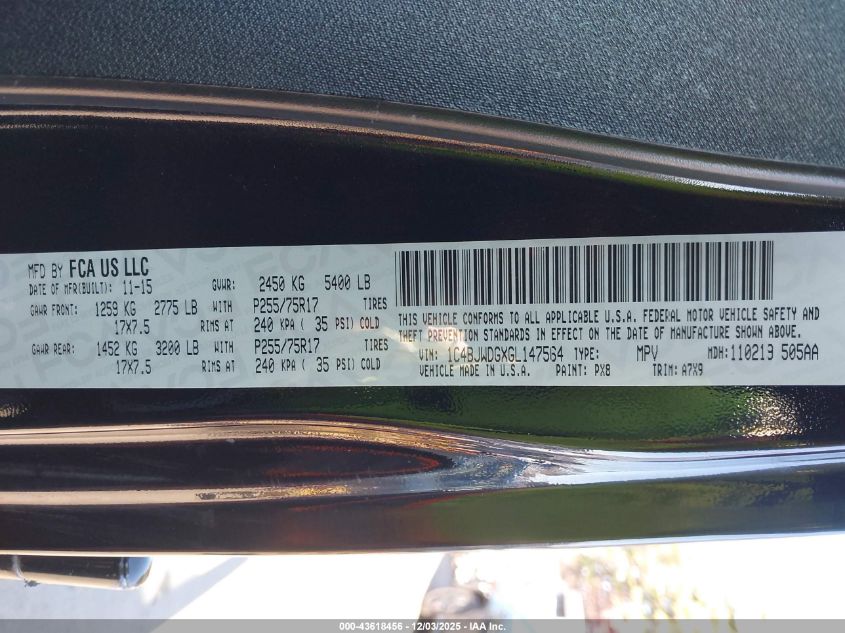 MFD BY FCA US LLC
DATE OF MFR(BUILT): 11-15 GVWR: 2450 KG 5400 LB
GAWR FRONT: 1259 KG 2775 LB WITH P255/75R17 TIRES
17X7.5 RIMS AT 240 KPA ( 35 PSI) COLD
GAWR REAR: 1452 KG 3200 LB WITH P255/75R17 TIRES
17X7.5 RIMS AT 240 KPA ( 35 PSI) COLD
THIS VEHICLE CONFORMS TO ALL APPLICABLE U.S.A. FEDERAL MOTOR VEHICLE SAFETY AND
THEFT PREVENTION STANDARDS IN EFFECT ON THE DATE OF MANUFACTURE SHOWN ABOVE.
VIN: 1C4BJWDGXGL147564 TYPE: MPV MDH: 110213 505AA
VEHICLE MADE IN U.S.A. PAINT: PX8 TRIM: A7X9
000-43618456 - 12/03/2025 - IAA Inc.